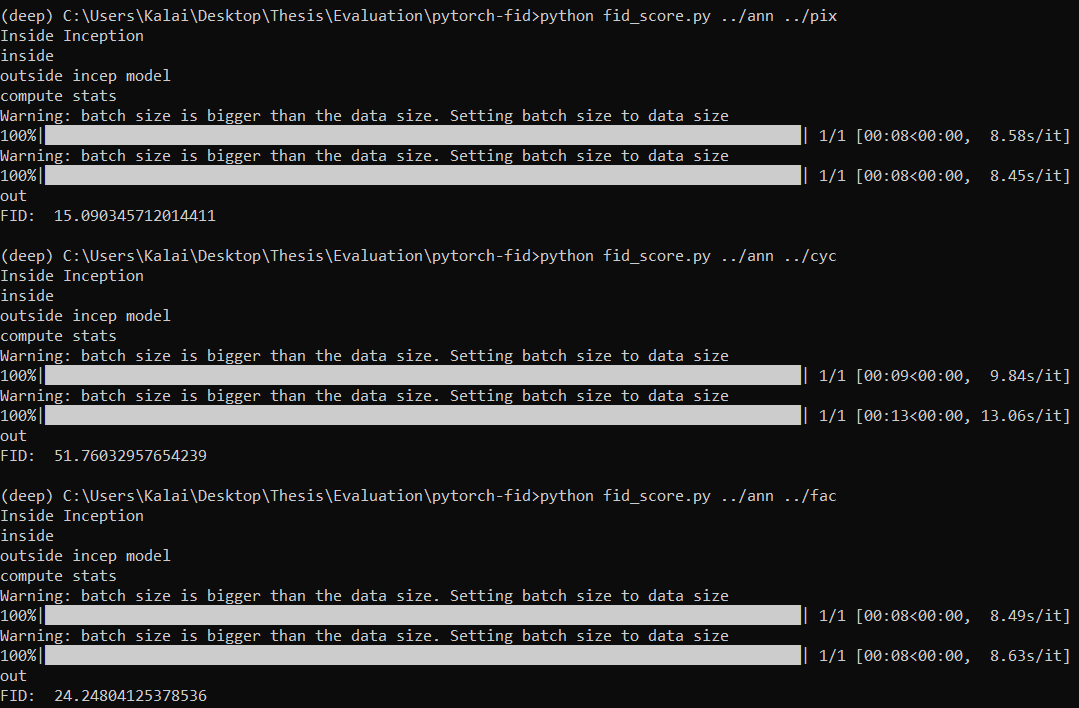 (deep) C:\Users\Kalai\Desktop\Thesis\Evaluation\pytorch-fid>python fid_score.py ../ann ../pix
Inside Inception
inside
outside incep model
compute stats
Warning: batch size is bigger than the data size. Setting batch size to data size
100%|██████████| 1/1 [00:08<00:00,  8.58s/it]
Warning: batch size is bigger than the data size. Setting batch size to data size
100%|██████████| 1/1 [00:08<00:00,  8.45s/it]
out
FID:  15.090345712014411
(deep) C:\Users\Kalai\Desktop\Thesis\Evaluation\pytorch-fid>python fid_score.py ../ann ../cyc
Inside Inception
inside
outside incep model
compute stats
Warning: batch size is bigger than the data size. Setting batch size to data size
100%|██████████| 1/1 [00:09<00:00,  9.84s/it]
Warning: batch size is bigger than the data size. Setting batch size to data size
100%|██████████| 1/1 [00:13<00:00, 13.06s/it]
out
FID:  51.76032957654239
(deep) C:\Users\Kalai\Desktop\Thesis\Evaluation\pytorch-fid>python fid_score.py ../ann ../fac
Inside Inception
inside
outside incep model
compute stats
Warning: batch size is bigger than the data size. Setting batch size to data size
100%|██████████| 1/1 [00:08<00:00,  8.49s/it]
Warning: batch size is bigger than the data size. Setting batch size to data size
100%|██████████| 1/1 [00:08<00:00,  8.63s/it]
out
FID:  24.24804125378536